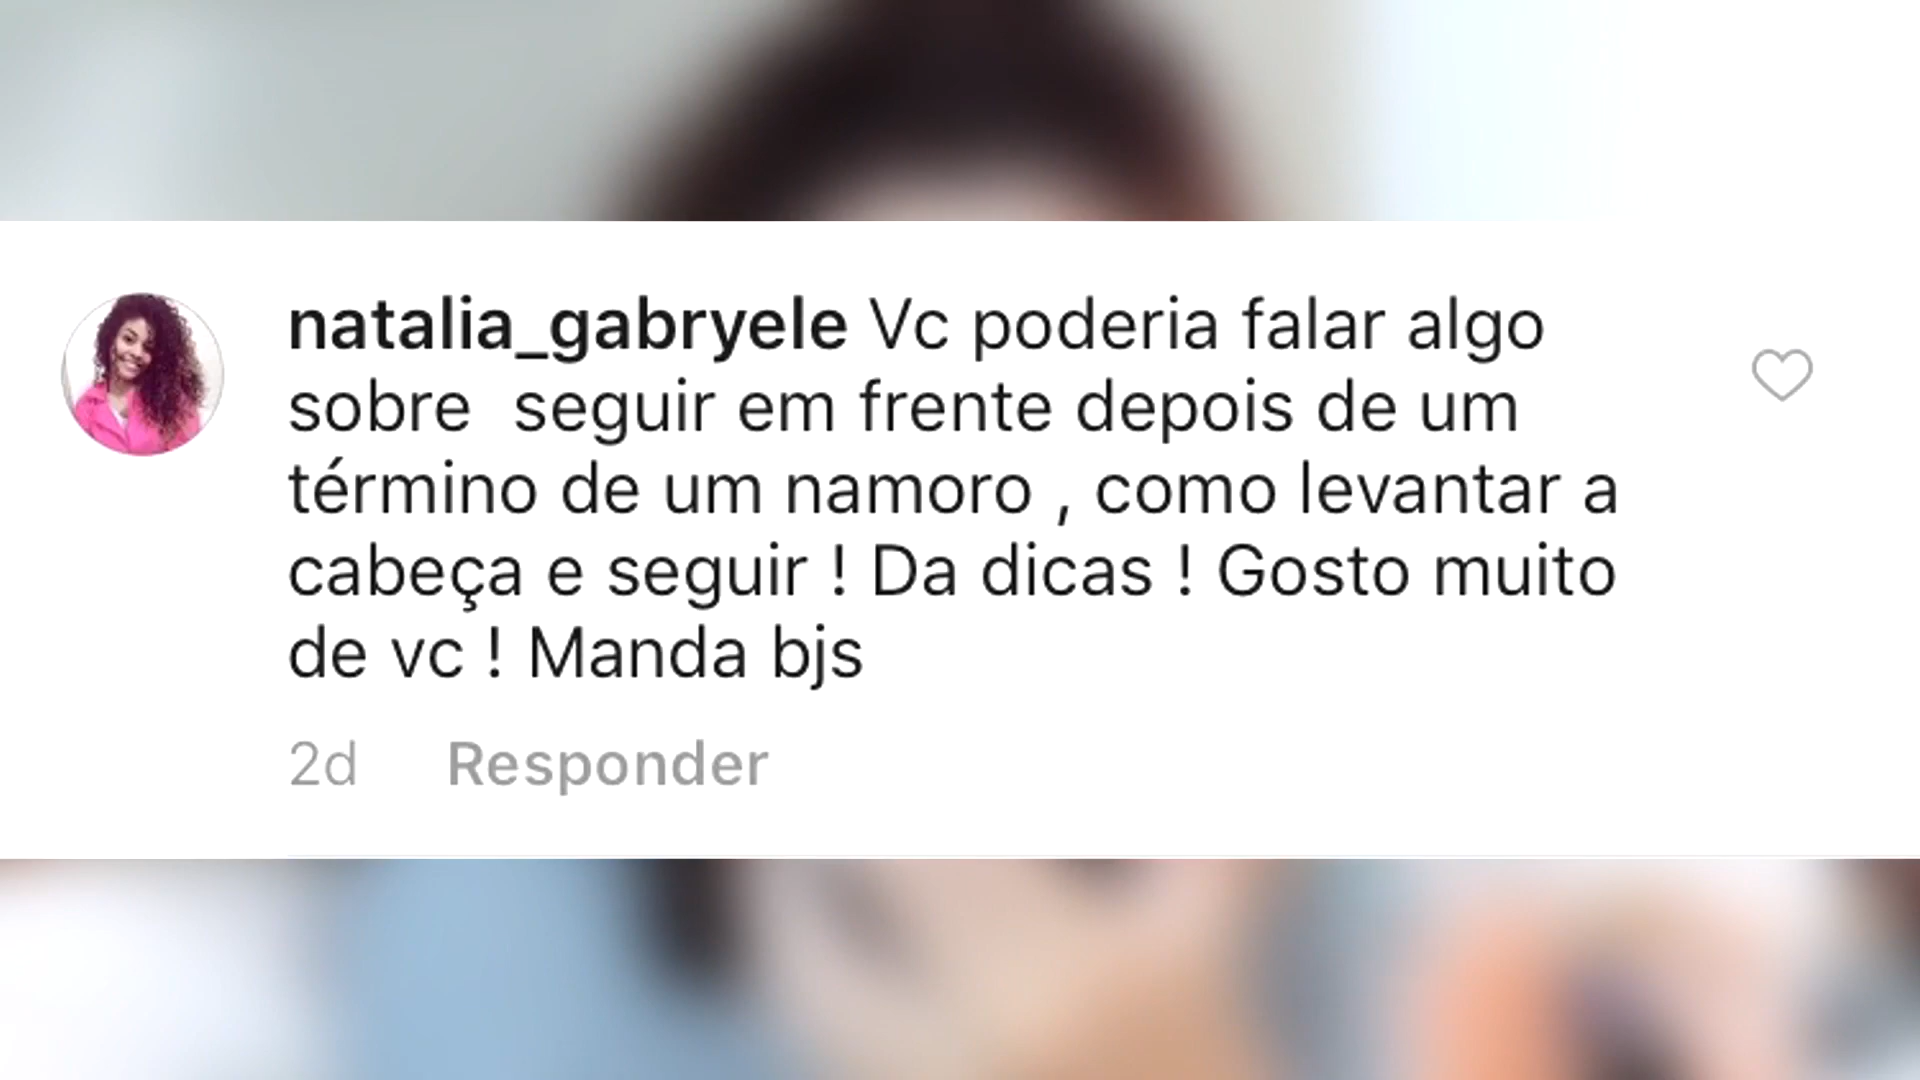 natalia_gabryele Vc poderia falar algo
sobre  seguir em frente depois de um
término de um namoro , como levantar a
cabeça e seguir ! Da dicas ! Gosto muito
de vc ! Manda bjs
2d Responder